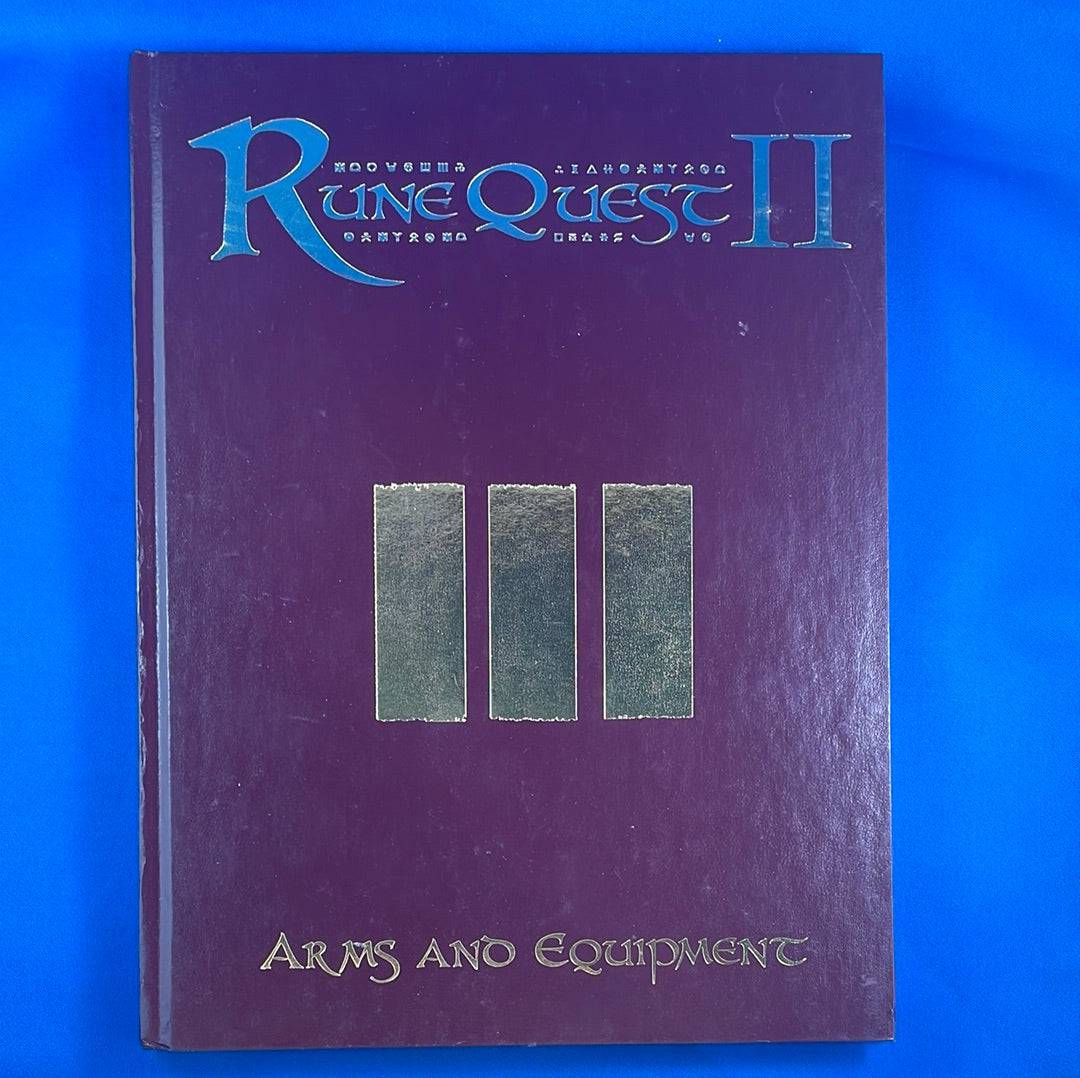 RuneQuest II
Arms and Equipment